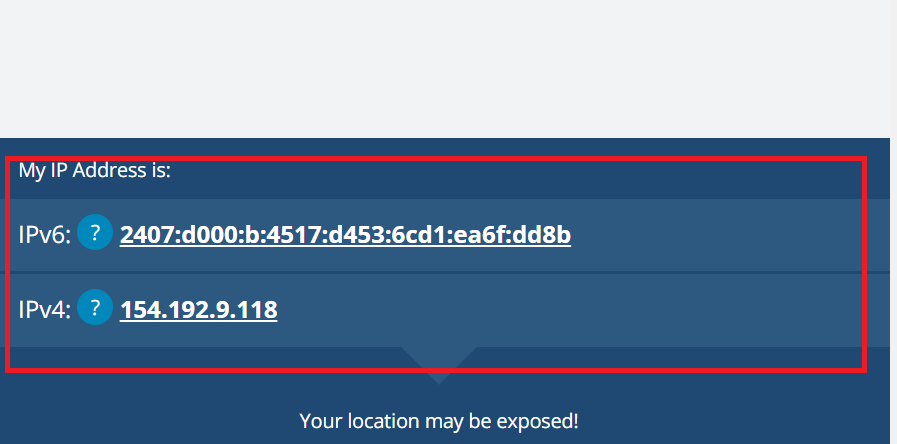 My IP Address is:
IPv6: ? 2407:d000:b:4517:d453:6cd1:ea6f:dd8b
IPv4: ? 154.192.9.118
Your location may be exposed!